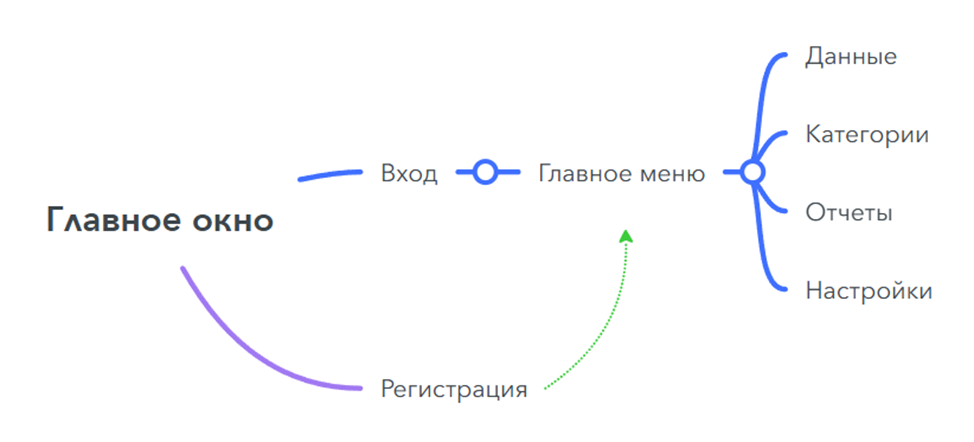 Главное окно
Вход
Главное меню
Данные
Категории
Отчеты
Настройки
Регистрация